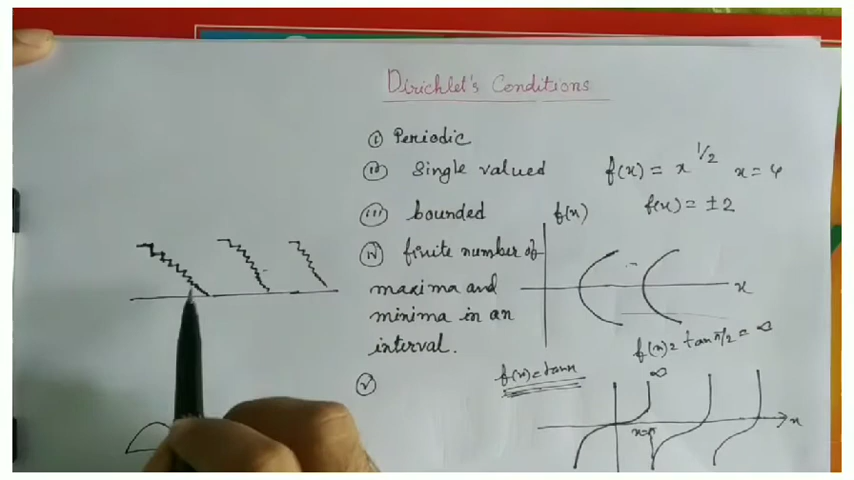 Dirichlet's Conditions
(i) Periodic
(ii) Single valued
f(x) = x^1/2 x = 4
f(x) = ±2
(iii) bounded
f(x)
(iv) finite number of
maxima and
minima in an
interval.
x
f(x) = tan π/2 = ∞
(v)
f(x) = tanx
∞
x